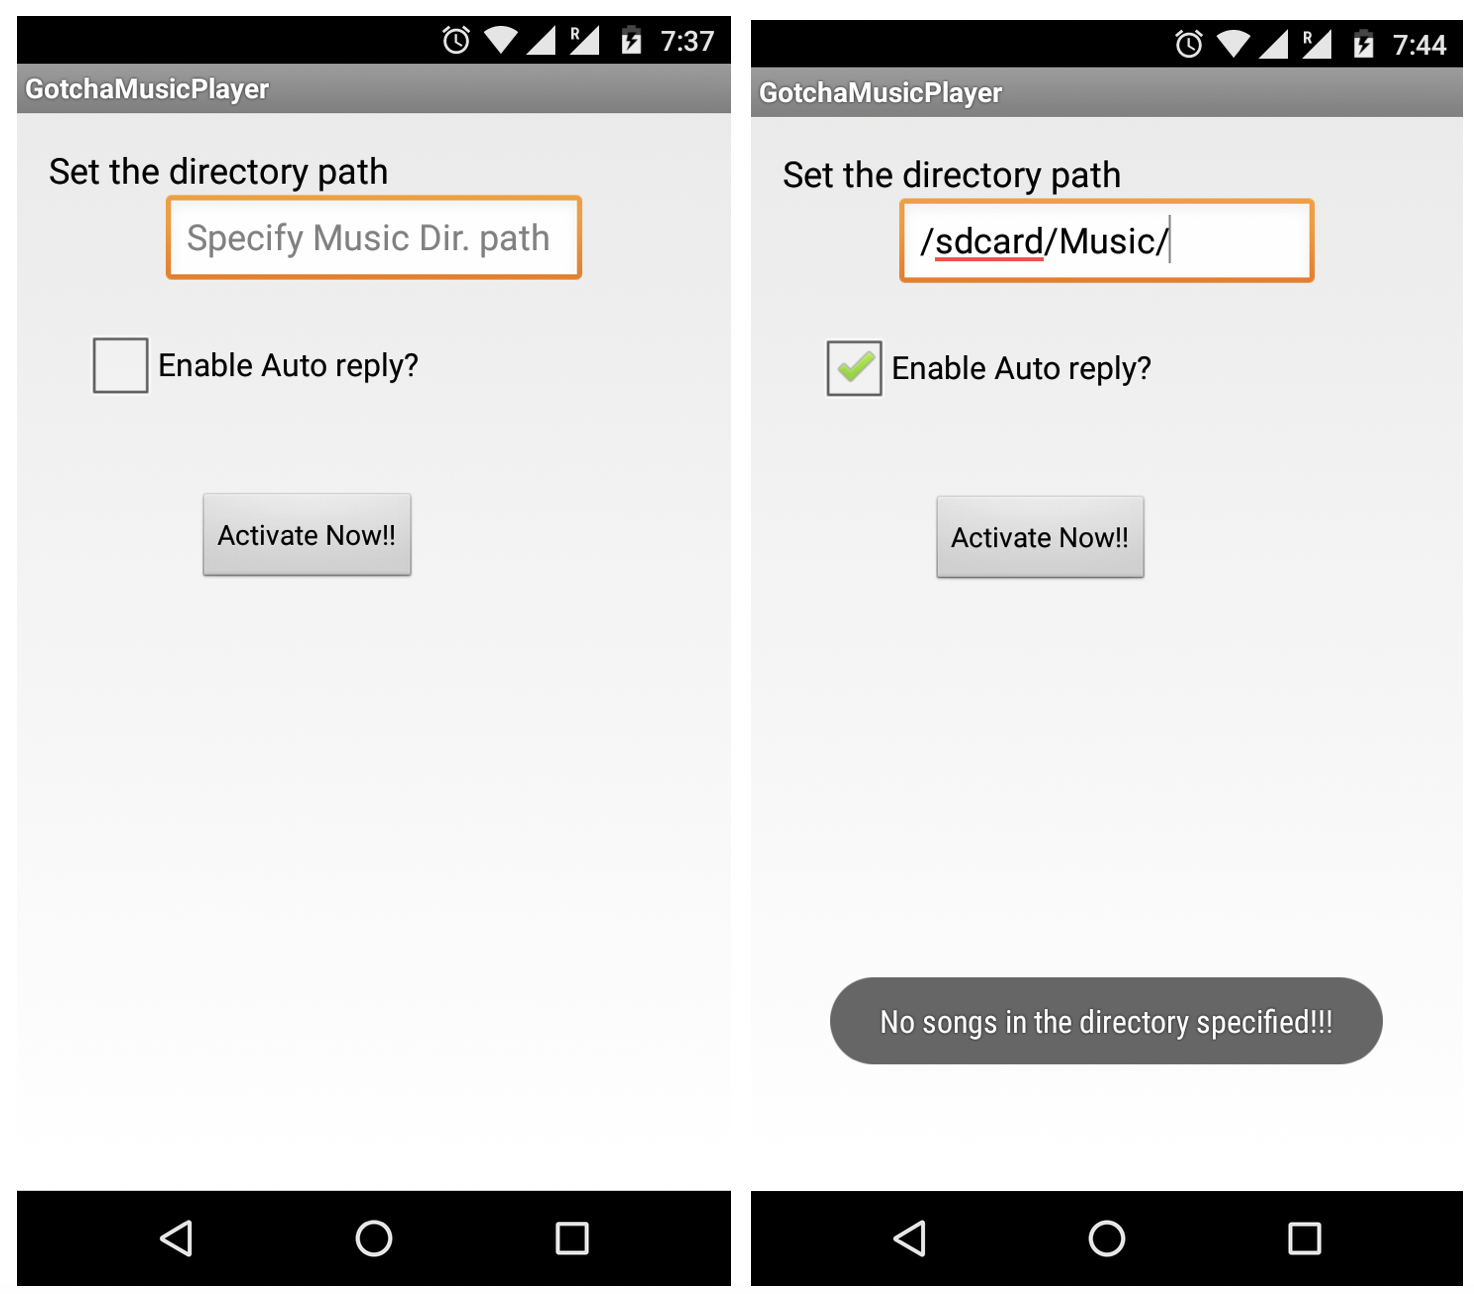 R 7:37
GotchaMusicPlayer
Set the directory path
Specify Music Dir. path
Enable Auto reply?
Activate Now!!
R 7:44
GotchaMusicPlayer
Set the directory path
/sdcard/Music/
Enable Auto reply?
Activate Now!!
No songs in the directory specified!!!